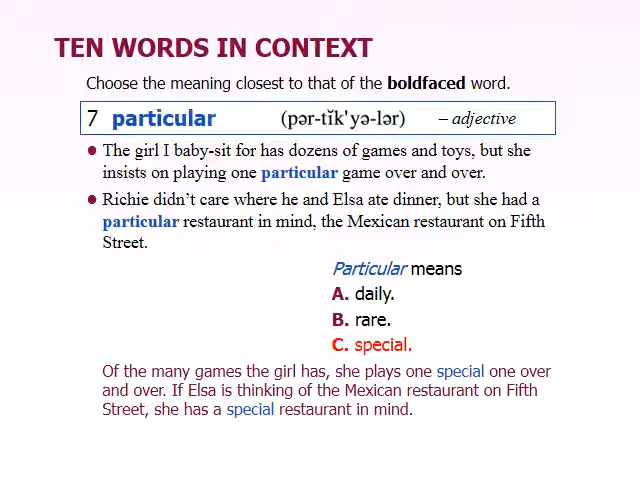 TEN WORDS IN CONTEXT
Choose the meaning closest to that of the boldfaced word.
7 particular (pər-tĭk′yə-lər) – adjective
● The girl I baby-sit for has dozens of games and toys, but she
insists on playing one particular game over and over.
● Richie didn’t care where he and Elsa ate dinner, but she had a
particular restaurant in mind, the Mexican restaurant on Fifth
Street.
Particular means
A. daily.
B. rare.
C. special.
Of the many games the girl has, she plays one special one over
and over. If Elsa is thinking of the Mexican restaurant on Fifth
Street, she has a special restaurant in mind.